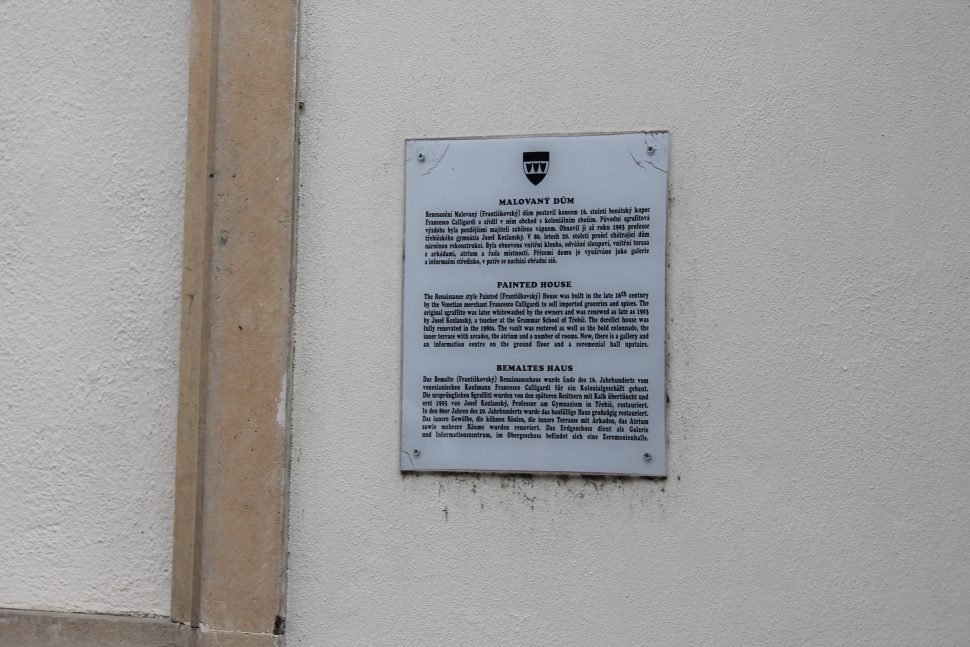 MALOVANÝ DŮM
Renesanční Malovaný (Františkovský) dům postavil koncem 16. století benátský kupec
Francesco Calligardi a zřídil v něm obchod s koloniálním zbožím. Původní sgrafitová
výzdoba byla pozdějšími majiteli zabílena vápnem. Obnovil ji až roku 1903 profesor
třebíčského gymnázia Josef Kozlanský. V 80. letech 20. století prošel chátrající dům
náročnou rekonstrukcí. Byla obnovena vnitřní klenba, odvážné sloupoví, vnitřní terasa
s arkádami, atrium a řada místností. Přízemí domu je využíváno jako galerie
a informační středisko, v patře se nachází obřadní síň.
PAINTED HOUSE
The Renaissance style Painted (Františkovský) House was built in the late 16th century
by the Venetian merchant Francesco Calligardi to sell imported groceries and spices. The
original sgraffito was later whitewashed by the owners and was renewed as late as 1903
by Josef Kozlanský, a teacher at the Grammar School of Třebíč. The derelict house was
fully renovated in the 1980s. The vault was restored as well as the bold colonnade, the
inner terrace with arcades, the atrium and a number of rooms. Now, there is a gallery and
an information centre on the ground floor and a ceremonial hall upstairs.
BEMALTES HAUS
Das Bemalte (Františkovský) Renaissancehaus wurde Ende des 16. Jahrhunderts vom
venezianischen Kaufmann Francesco Calligardi für ein Kolonialgeschäft gebaut.
Die ursprünglichen Sgraffiti wurden von den späteren Besitzern mit Kalk übertüncht und
erst 1903 von Josef Kozlanský, Professor am Gymnasium in Třebíč, restauriert.
In den 80er Jahren des 20. Jahrhunderts wurde das baufällige Haus großzügig restauriert.
Das innere Gewölbe, die kühnen Säulen, die innere Terrasse mit Arkaden, das Atrium
sowie mehrere Räume wurden renoviert. Das Erdgeschoss dient als Galerie
und Informationszentrum, im Obergeschoss befindet sich eine Zeremonienhalle.